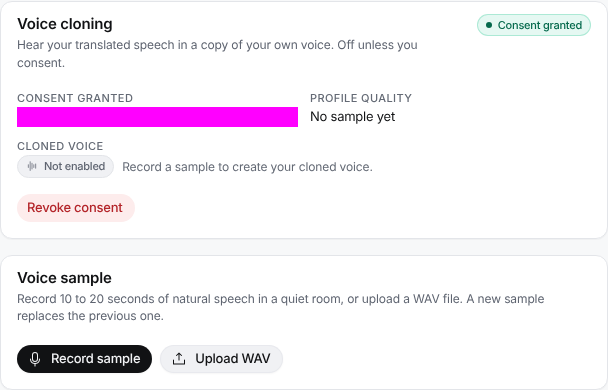 Voice cloning
Consent granted
Hear your translated speech in a copy of your own voice. Off unless you
consent.
CONSENT GRANTED
PROFILE QUALITY
No sample yet
CLONED VOICE
Not enabled
Record a sample to create your cloned voice.
Revoke consent
Voice sample
Record 10 to 20 seconds of natural speech in a quiet room, or upload a WAV file. A new sample
replaces the previous one.
Record sample
Upload WAV